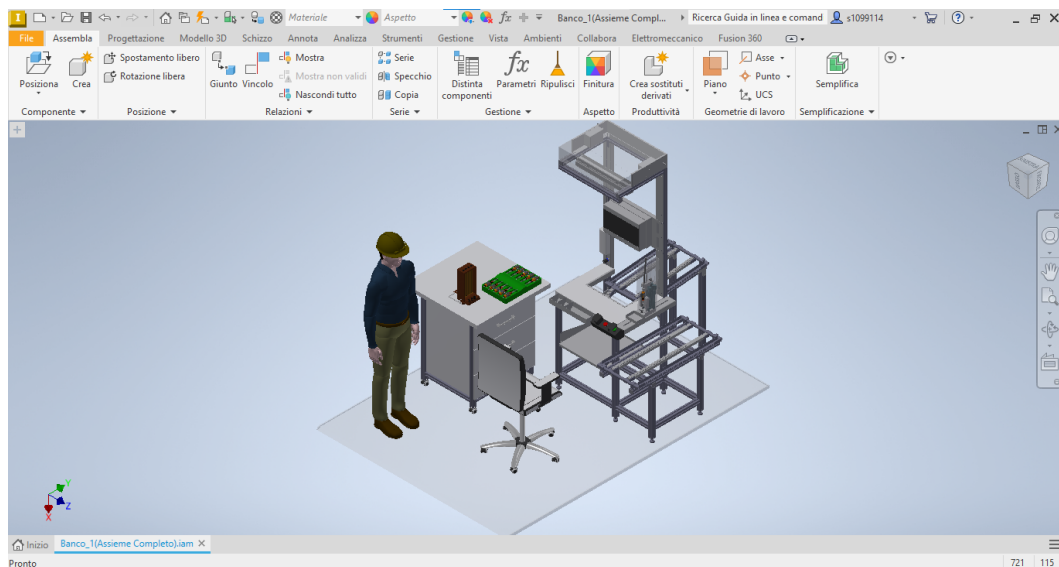 Materiale Aspetto fx Banco_1(Assieme Compl... Ricerca Guida in linea e comand s1099114
File Assembla Progettazione Modello 3D Schizzo Annota Analizza Strumenti Gestione Vista Ambienti Collabora Elettromeccanico Fusion 360
Posiziona Crea
Spostamento libero
Rotazione libera
Giunto Vincolo
Mostra
Mostra non validi
Nascondi tutto
Serie
Specchio
Copia
Distinta componenti
fx
Parametri Ripulisci
Finitura
Crea sostituti derivati
Piano
Asse
Punto
UCS
Semplifica
Componente Posizione Relazioni Serie Gestione Aspetto Produttività Geometrie di lavoro Semplificazione
Y
Z
X
Inizio Banco_1(Assieme Completo).iam
Pronto 721 115